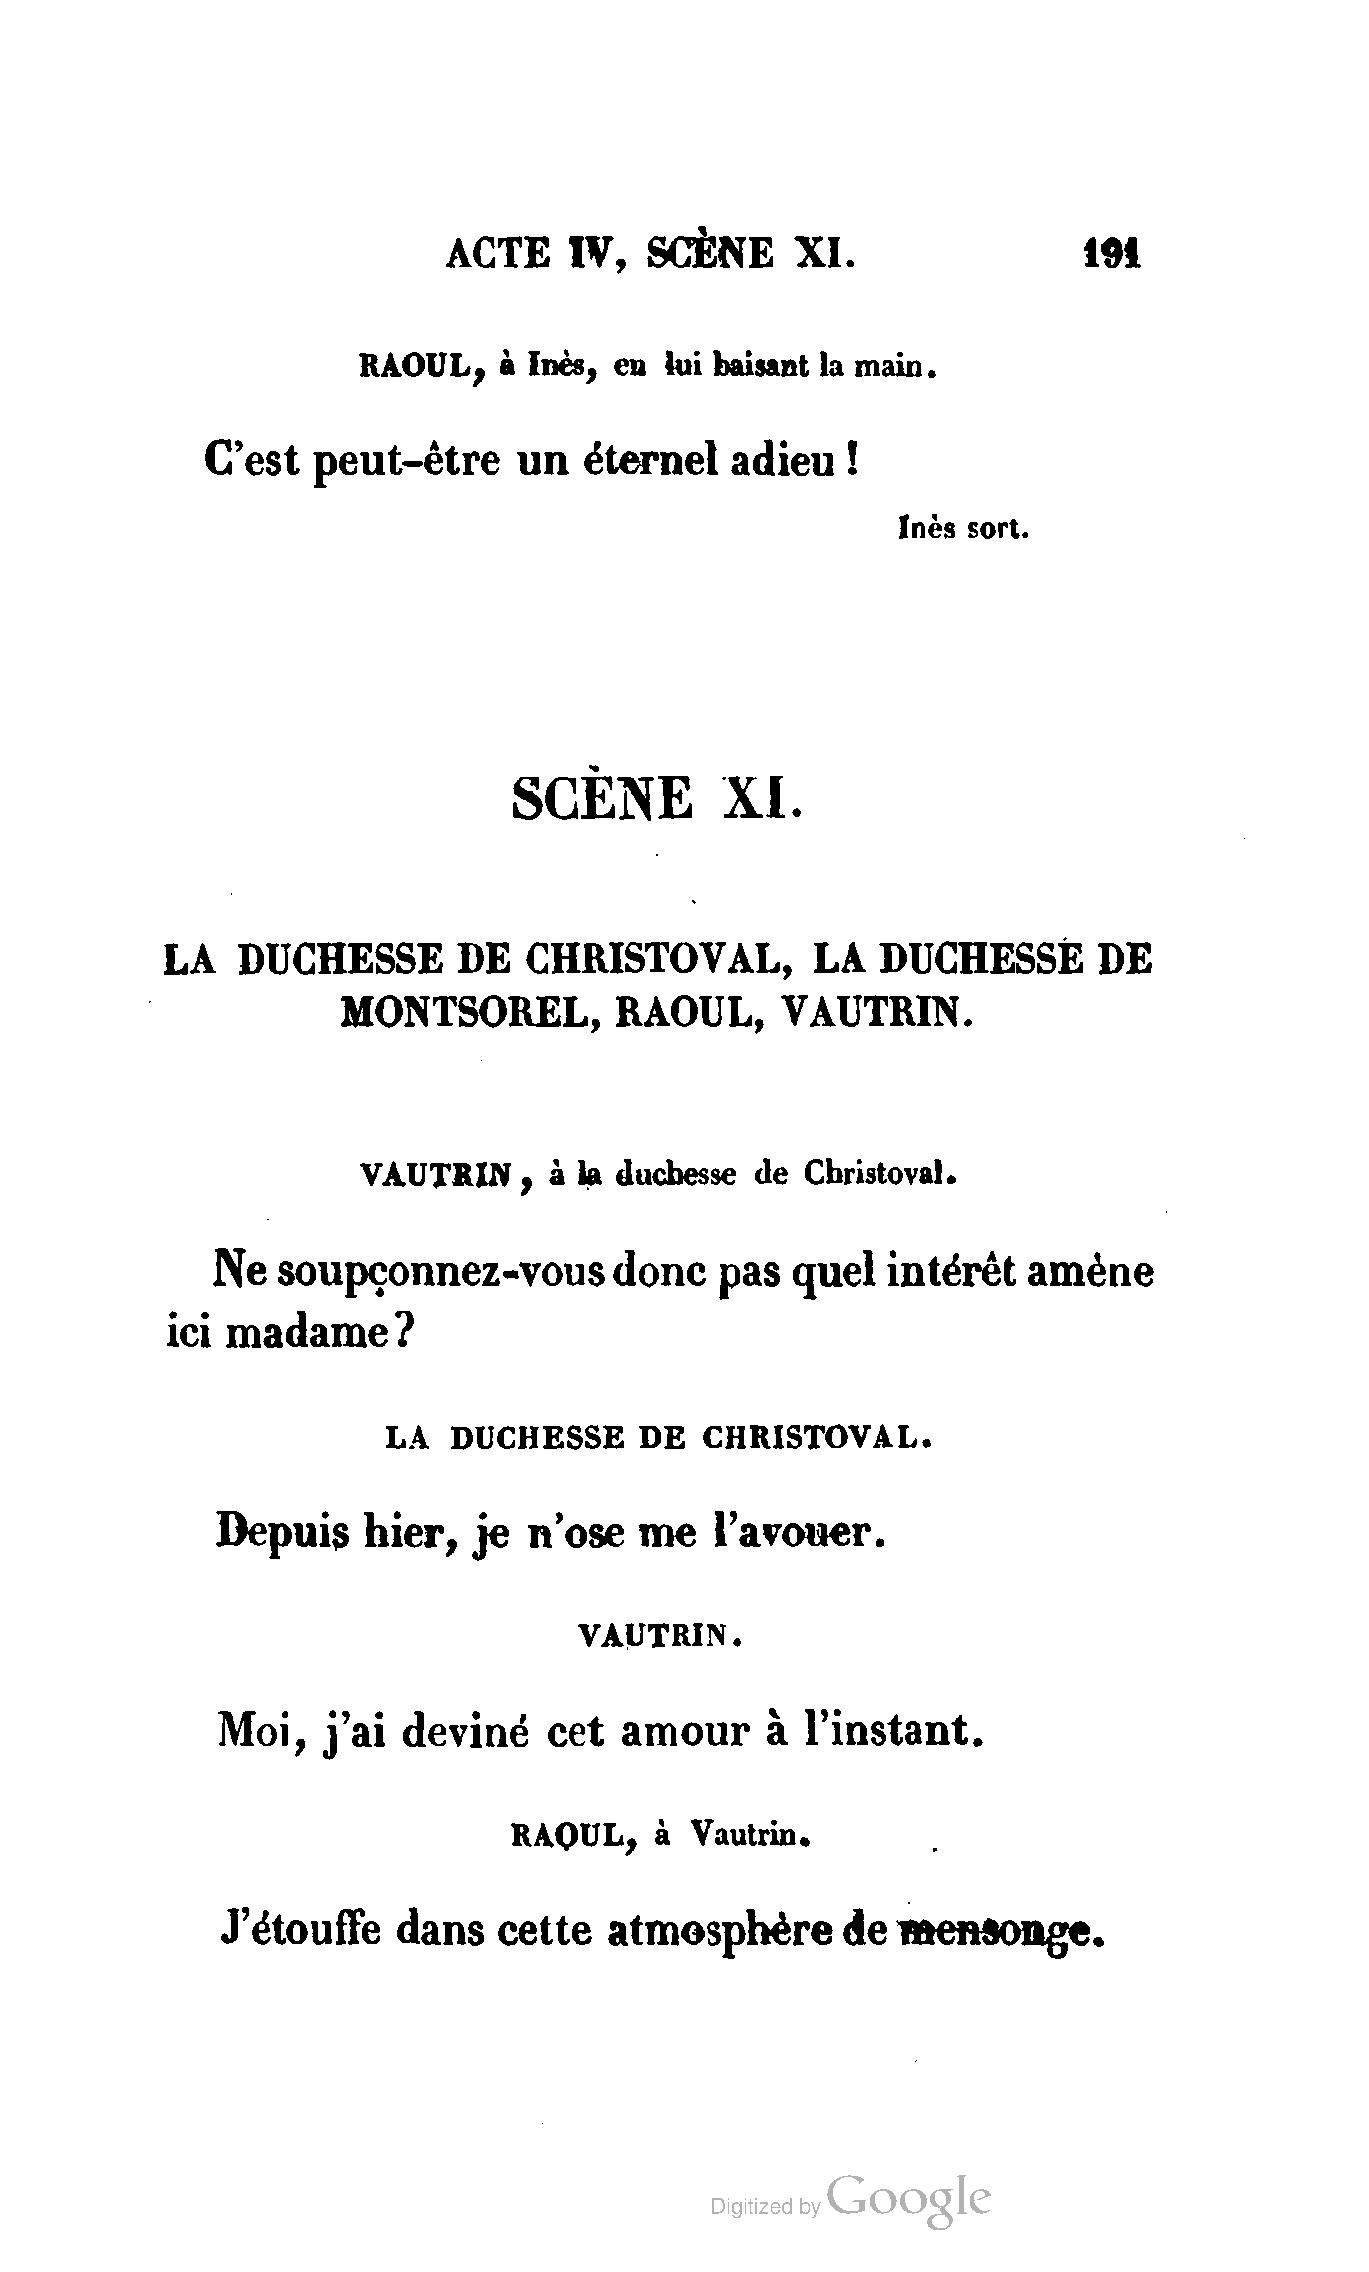 ACTE IV, SCÈNE XI. 191
RAOUL, à Inès, en lui baisant la main.
C'est peut-être un éternel adieu !
Inès sort.
SCÈNE XI.
LA DUCHESSE DE CHRISTOVAL, LA DUCHESSE DE
MONTSOREL, RAOUL, VAUTRIN.
VAUTRIN, à la duchesse de Christoval.
Ne soupçonnez-vous donc pas quel intérêt amène
ici madame?
LA DUCHESSE DE CHRISTOVAL.
Depuis hier, je n'ose me l'avouer.
VAUTRIN.
Moi, j'ai deviné cet amour à l'instant.
RAOUL, à Vautrin.
J'étouffe dans cette atmosphère de mensonge.
Digitized by Google